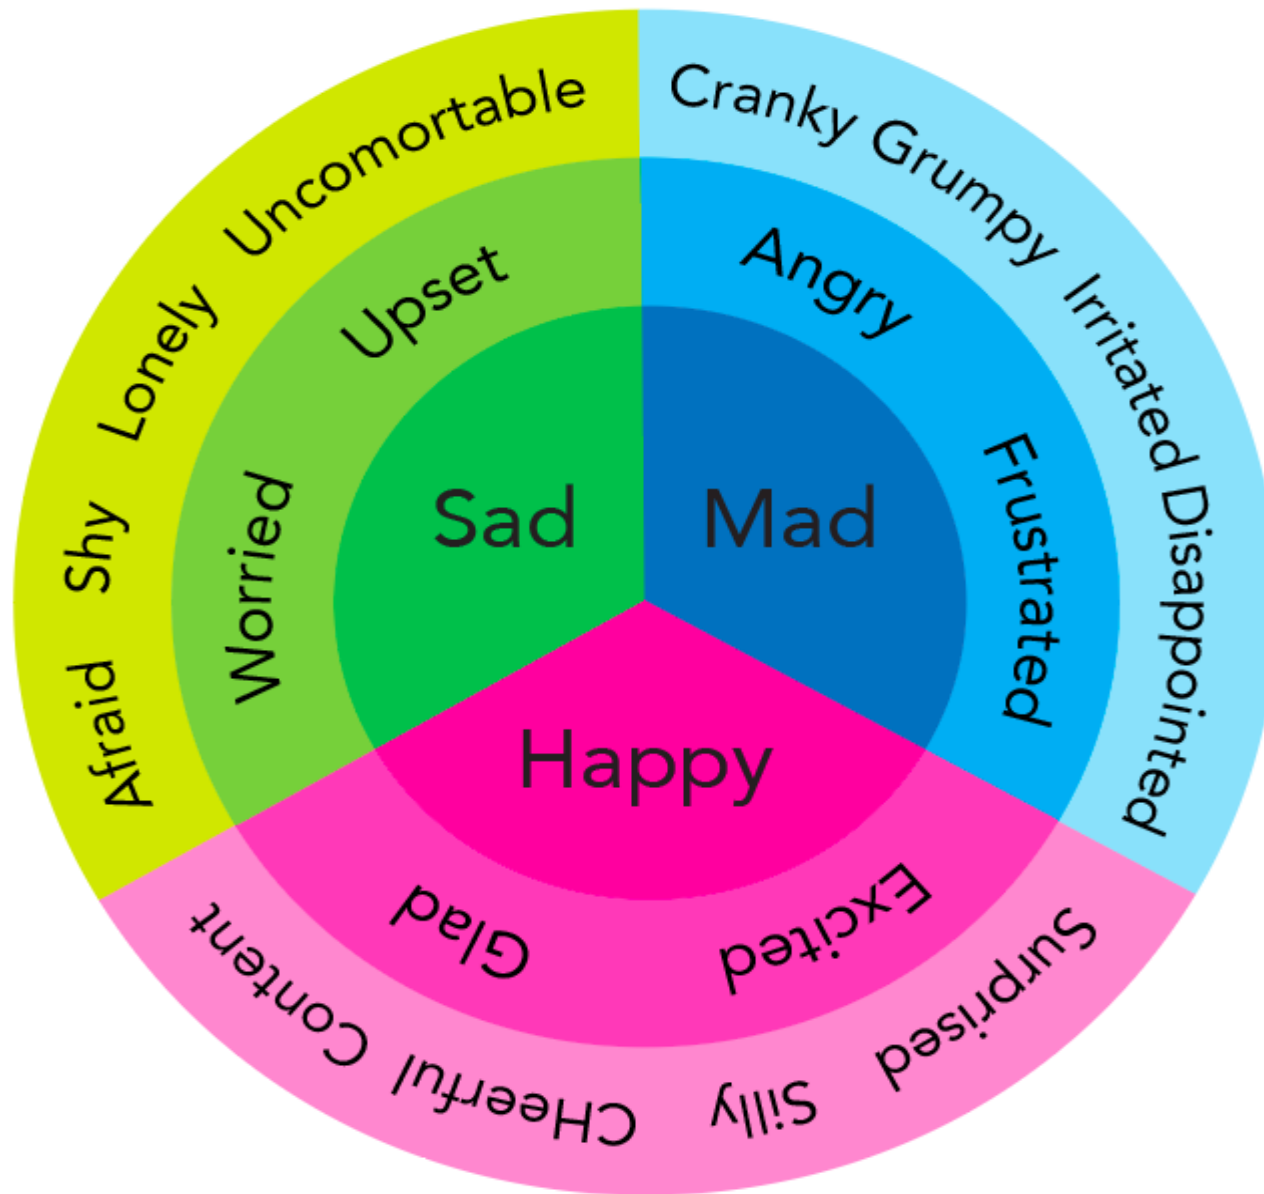 Sad
Mad
Happy
Worried
Upset
Angry
Frustrated
Excited
Glad
Afraid
Shy
Lonely
Uncomortable
Cranky
Grumpy
Irritated
Disappointed
Surprised
Silly
CHeerful
Content